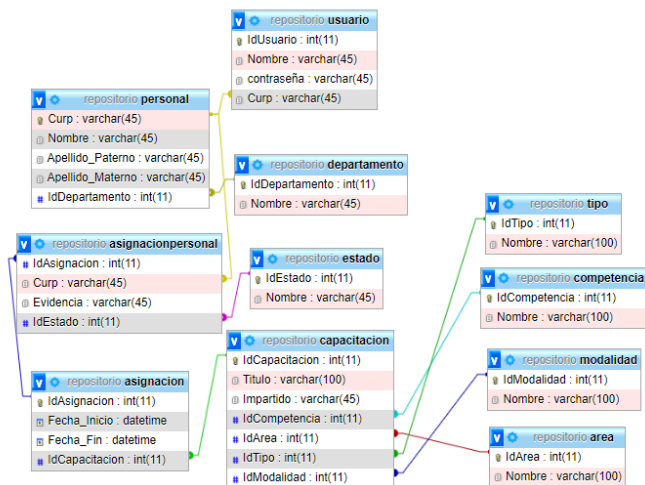 repositorio usuario
IdUsuario : int(11)
Nombre : varchar(45)
contraseña : varchar(45)
Curp : varchar(45)
repositorio personal
Curp : varchar(45)
Nombre : varchar(45)
Apellido_Paterno : varchar(45)
Apellido_Materno : varchar(45)
IdDepartamento : int(11)
repositorio departamento
IdDepartamento : int(11)
Nombre : varchar(45)
repositorio tipo
IdTipo : int(11)
Nombre : varchar(100)
repositorio asignacionpersonal
IdAsignacion : int(11)
Curp : varchar(45)
Evidencia : varchar(45)
IdEstado : int(11)
repositorio estado
IdEstado : int(11)
Nombre : varchar(45)
repositorio competencia
IdCompetencia : int(11)
Nombre : varchar(100)
repositorio capacitacion
IdCapacitacion : int(11)
Titulo : varchar(100)
Impartido : varchar(45)
IdCompetencia : int(11)
IdArea : int(11)
IdTipo : int(11)
IdModalidad : int(11)
repositorio modalidad
IdModalidad : int(11)
Nombre : varchar(100)
repositorio asignacion
IdAsignacion : int(11)
Fecha_Inicio : datetime
Fecha_Fin : datetime
IdCapacitacion : int(11)
repositorio area
IdArea : int(11)
Nombre : varchar(100)